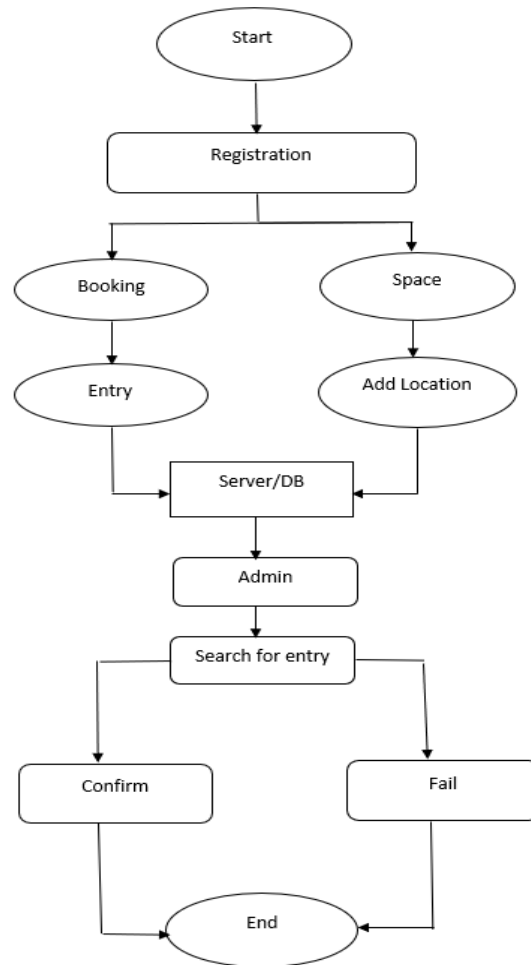 Start
Registration
Booking
Space
Entry
Add Location
Server/DB
Admin
Search for entry
Confirm
Fail
End